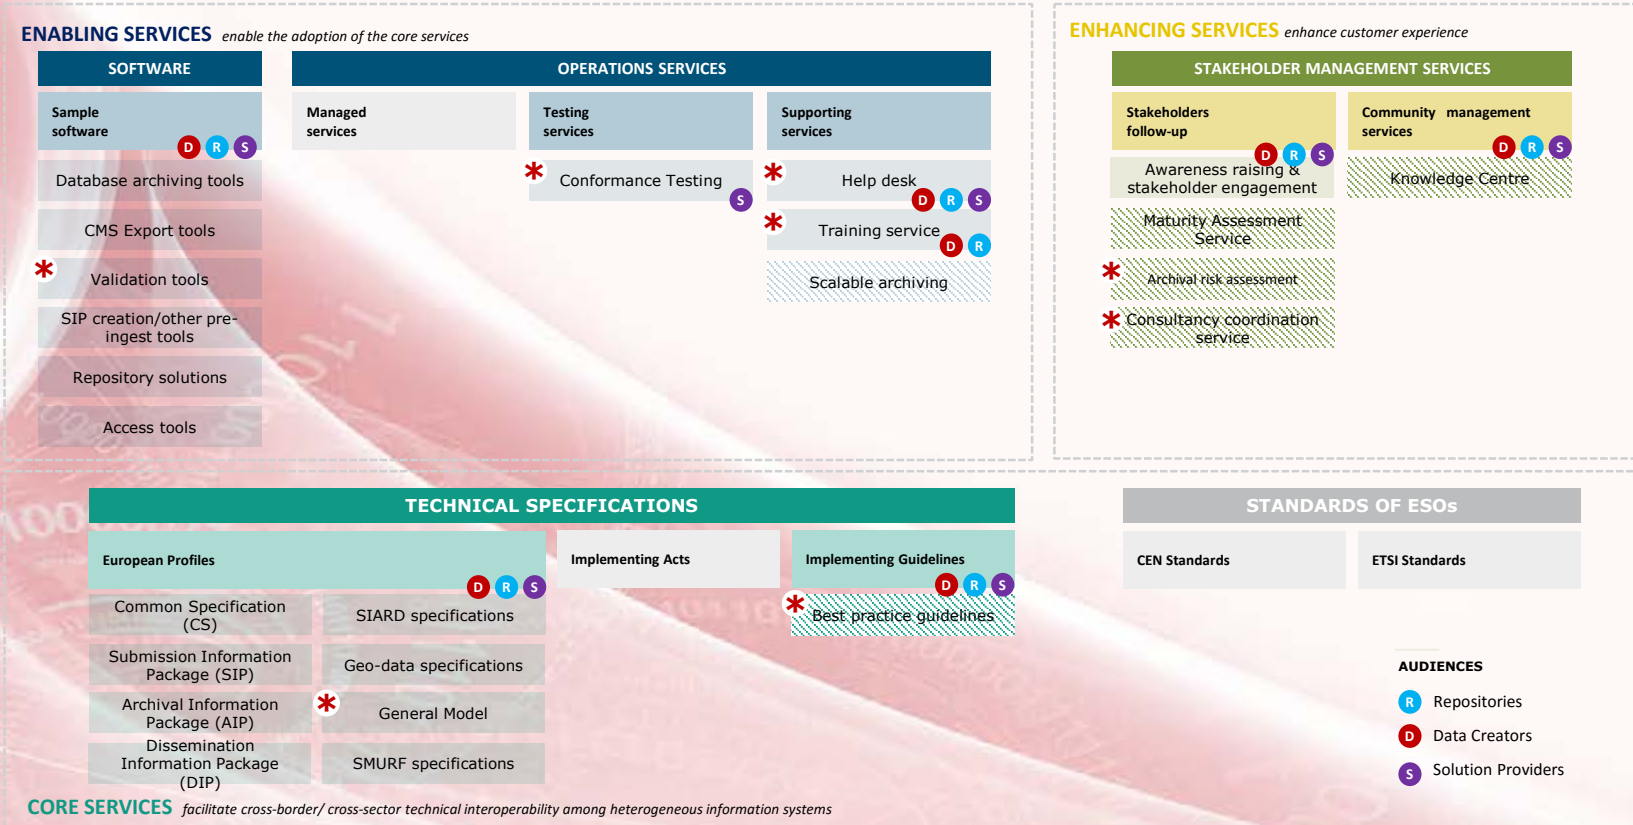 ENABLING SERVICES enable the adoption of the core services
SOFTWARE
Sample
software
D R S
Database archiving tools
CMS Export tools
* Validation tools
SIP creation/other pre-
ingest tools
Repository solutions
Access tools
OPERATIONS SERVICES
Managed
services
Testing
services
* Conformance Testing
S
Supporting
services
* Help desk
D R S
* Training service
D R
Scalable archiving
ENHANCING SERVICES enhance customer experience
STAKEHOLDER MANAGEMENT SERVICES
Stakeholders
follow-up
D R S
Awareness raising &
stakeholder engagement
Maturity Assessment
Service
* Archival risk assessment
* Consultancy coordination
service
Community management
services
D R S
Knowledge Centre
TECHNICAL SPECIFICATIONS
European Profiles
D R S
Common Specification
(CS)
Submission Information
Package (SIP)
Archival Information
Package (AIP)
Dissemination
Information Package
(DIP)
SIARD specifications
Geo-data specifications
* General Model
SMURF specifications
Implementing Acts
Implementing Guidelines
D R S
* Best practice guidelines
STANDARDS OF ESOs
CEN Standards
ETSI Standards
AUDIENCES
R Repositories
D Data Creators
S Solution Providers
CORE SERVICES facilitate cross-border/ cross-sector technical interoperability among heterogeneous information systems